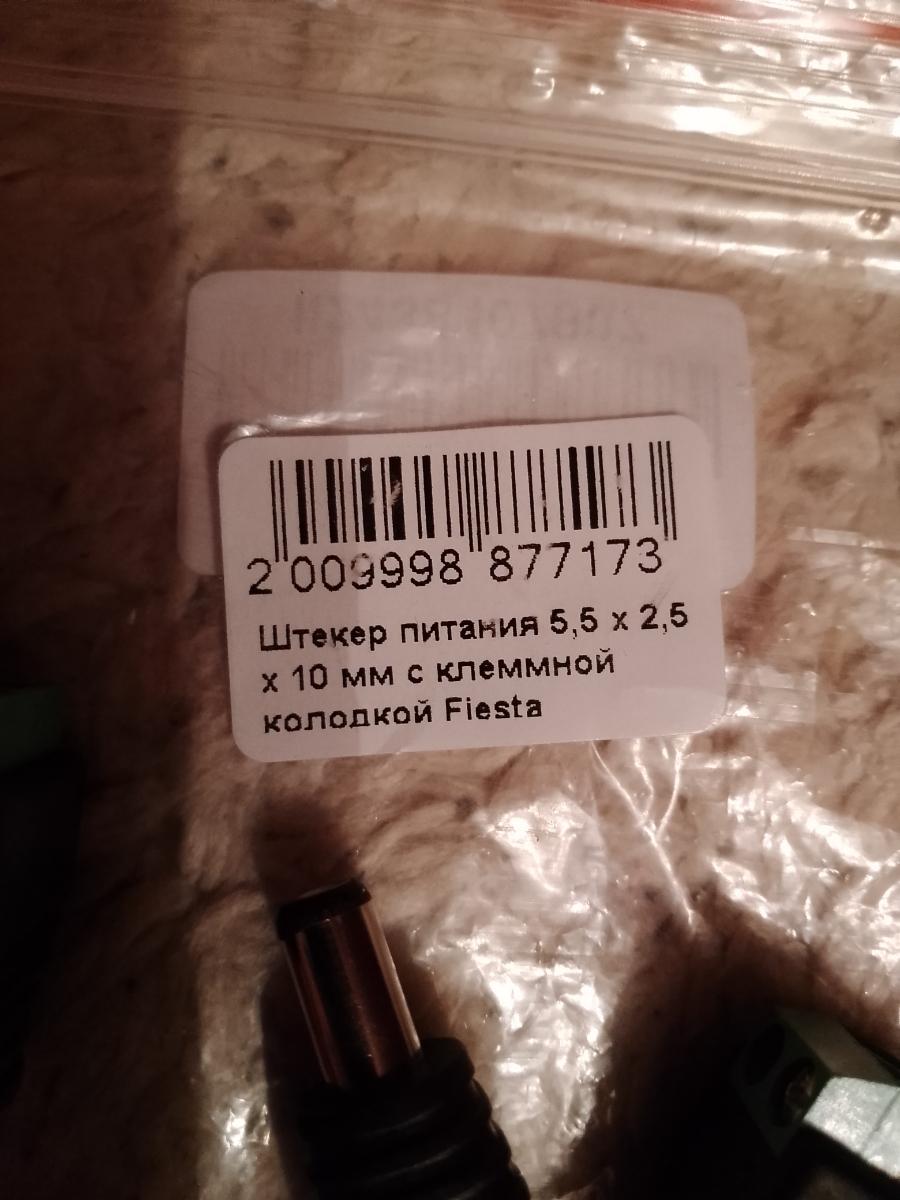 2 009998 877173
Штекер питания 5,5 х 2,5
х 10 мм с клеммной
колодкой Fiesta